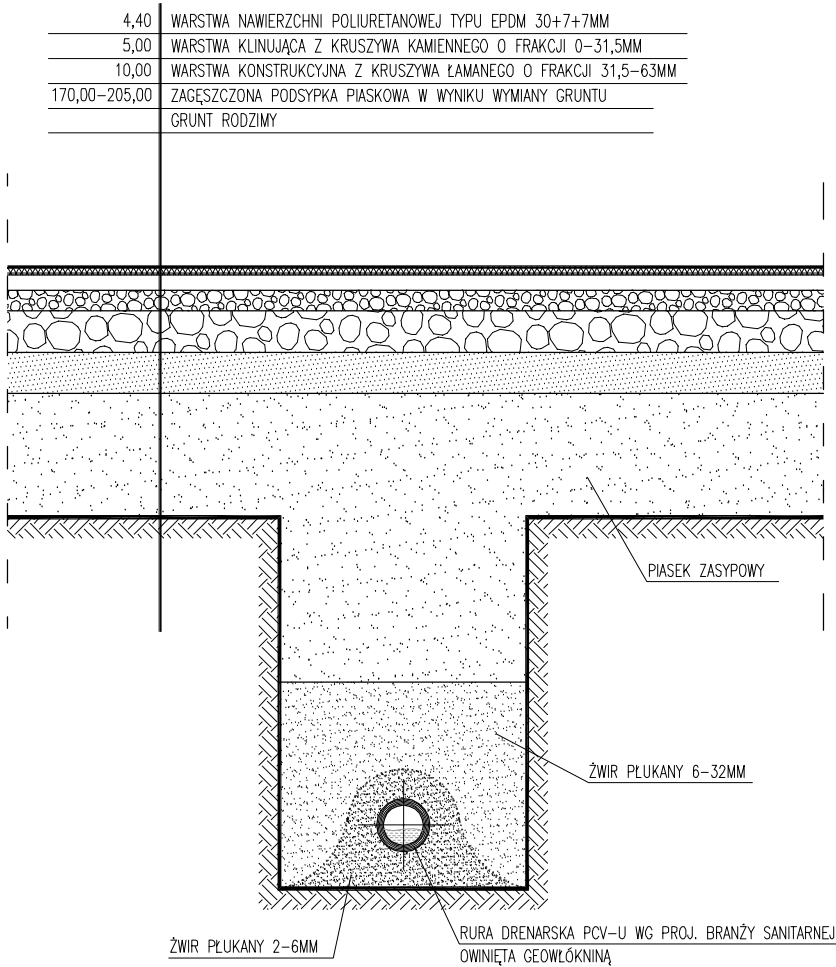 4,40 WARSTWA NAWIERZCHNI POLIURETANOWEJ TYPU EPDM 30+7+7MM
5,00 WARSTWA KLINUJĄCA Z KRUSZYWA KAMIENNEGO O FRAKCJI 0-31,5MM
10,00 WARSTWA KONSTRUKCYJNA Z KRUSZYWA ŁAMANEGO O FRAKCJI 31,5-63MM
170,00-205,00 ZAGĘSZCZONA PODSYPKA PIASKOWA W WYNIKU WYMIANY GRUNTU
GRUNT RODZIMY
PIASEK ZASYPOWY
ŻWIR PŁUKANY 6-32MM
ŻWIR PŁUKANY 2-6MM
RURA DRENARSKA PCV-U WG PROJ. BRANŻY SANITARNEJ
OWINIĘTA GEOWŁÓKNINĄ